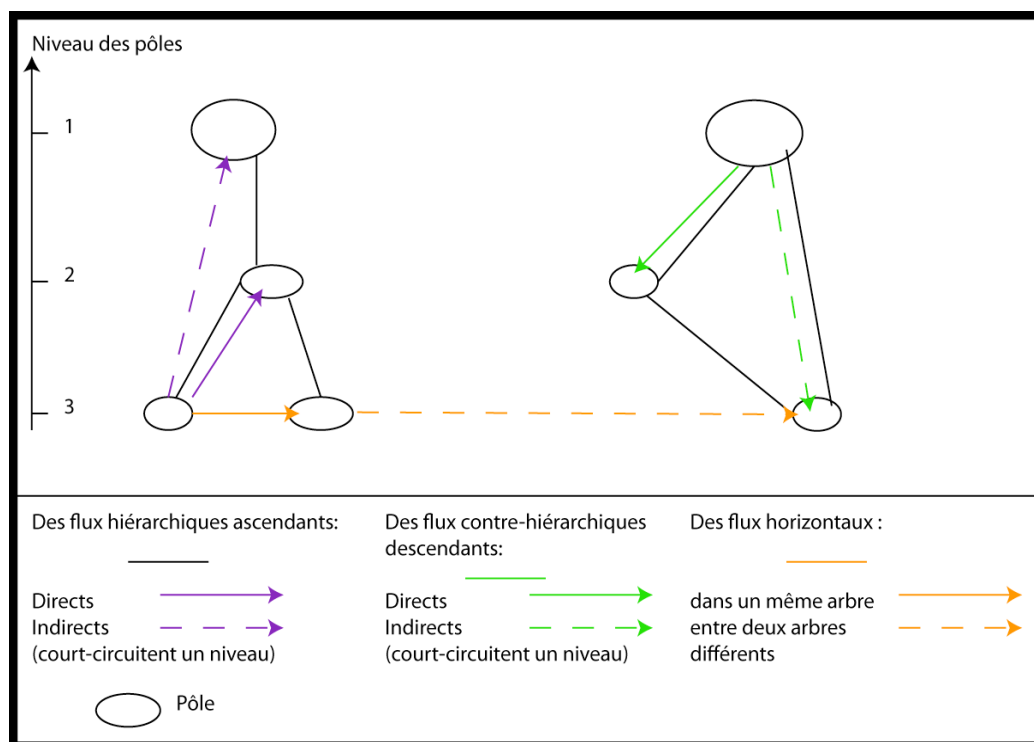 Niveau des pôles
1
2
3
Des flux hiérarchiques ascendants:
Directs
Indirects
(court-circuitent un niveau)
Pôle
Des flux contre-hiérarchiques
descendants:
Directs
Indirects
(court-circuitent un niveau)
Des flux horizontaux :
dans un même arbre
entre deux arbres
différents